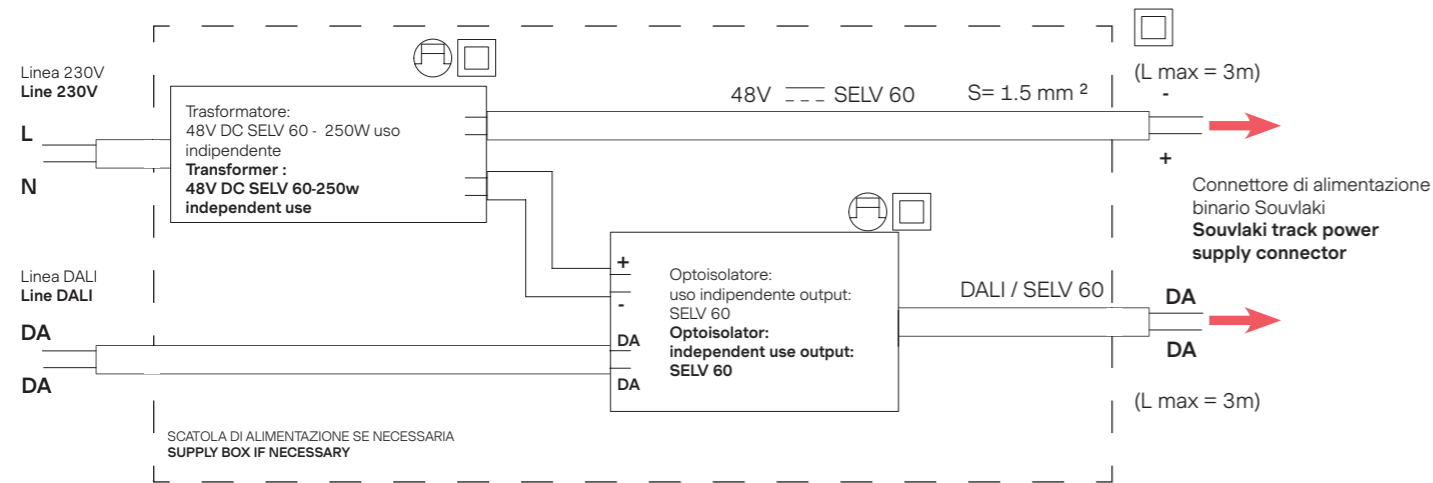 Linea 230V
Line 230V
L
N
Trasformatore:
48V DC SELV 60 - 250W uso
indipendente
Transformer :
48V DC SELV 60-250w
independent use
48V SELV 60
S= 1.5 mm ²
(L max = 3m)
-
+
Connettore di alimentazione
binario Souvlaki
Souvlaki track power
supply connector
Linea DALI
Line DALI
DA
DA
+
-
DA
DA
Optoisolatore:
uso indipendente output:
SELV 60
Optoisolator:
independent use output:
SELV 60
DALI / SELV 60
DA
DA
(L max = 3m)
SCATOLA DI ALIMENTAZIONE SE NECESSARIA
SUPPLY BOX IF NECESSARY